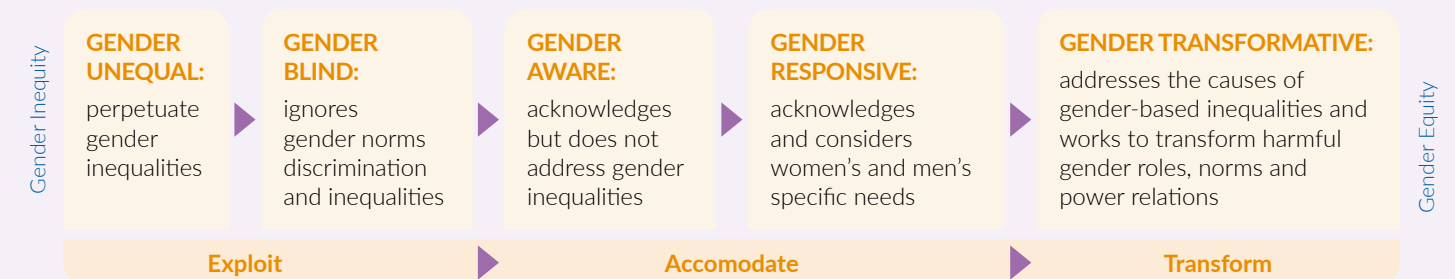 Gender Inequity
GENDER
UNEQUAL:
perpetuate
gender
inequalities
GENDER
BLIND:
ignores
gender norms
discrimination
and inequalities
GENDER
AWARE:
acknowledges
but does not
address gender
inequalities
GENDER
RESPONSIVE:
acknowledges
and considers
women’s and men’s
specific needs
GENDER TRANSFORMATIVE:
addresses the causes of
gender-based inequalities and
works to transform harmful
gender roles, norms and
power relations
Gender Equity
Exploit
Accomodate
Transform